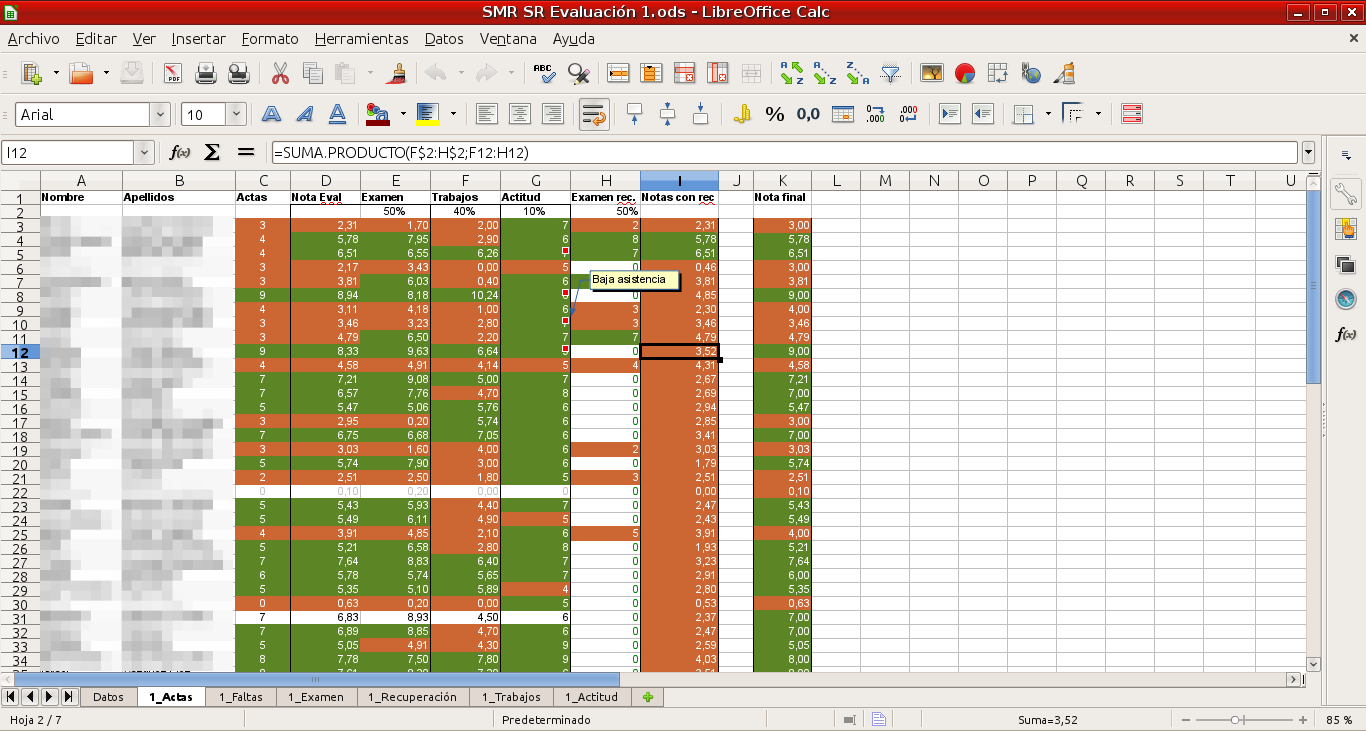 SMR SR Evaluación 1.ods - LibreOffice Calc
Archivo Editar Ver Insertar Formato Herramientas Datos Ventana Ayuda
Arial 10
I12 =SUMA.PRODUCTO(F$2:H$2;F12:H12)
A B C D E F G H I J K L M N O P Q R S T U
1 Nombre Apellidos Actas Nota Eval Examen Trabajos Actitud Examen rec. Notas con rec Nota final
2 50% 40% 10% 50%
3 3 2,31 1,70 2,00 7 2 2,31 3,00
4 4 5,78 7,95 2,90 6 8 5,78 5,78
5 4 6,51 6,55 6,26 7 6,51 6,51
6 3 2,17 3,43 0,00 5 0 0,46 3,00
7 3 3,81 6,03 0,40 6 Baja asistencia 3,81 3,81
8 9 8,94 8,18 10,24 0 4,85 9,00
9 4 3,11 4,18 1,00 6 3 2,30 4,00
10 3 3,46 3,23 2,80 3 3,46 3,46
11 3 4,79 6,50 2,20 7 7 4,79 4,79
12 9 8,33 9,63 6,64 0 3,52 9,00
13 4 4,58 4,91 4,14 5 4 4,31 4,58
14 7 7,21 9,08 5,00 7 0 2,67 7,21
15 7 6,57 7,76 4,70 8 0 2,69 7,00
16 5 5,47 5,06 5,76 6 0 2,94 5,47
17 3 2,95 0,20 5,74 6 0 2,85 3,00
18 7 6,75 6,68 7,05 6 0 3,41 7,00
19 3 3,03 1,60 4,00 6 2 3,03 3,03
20 5 5,74 7,90 3,00 6 0 1,79 5,74
21 2 2,51 2,50 1,80 5 3 2,51 2,51
22 0 0,10 0,20 0,00 0 0 0,00 0,10
23 5 5,43 5,93 4,40 7 0 2,47 5,43
24 5 5,49 6,11 4,90 5 0 2,43 5,49
25 4 3,91 4,85 2,10 6 5 3,91 4,00
26 5 5,21 6,58 2,80 8 0 1,93 5,21
27 7 7,64 8,83 6,40 7 0 3,23 7,64
28 6 5,78 5,74 5,65 7 0 2,91 6,00
29 5 5,35 5,10 5,89 4 0 2,80 5,35
30 0 0,63 0,20 0,00 5 0 0,53 0,63
31 7 6,83 8,93 4,50 6 0 2,37 7,00
32 7 6,89 8,85 4,70 6 0 2,47 7,00
33 5 5,05 4,91 4,30 9 0 2,59 5,05
34 8 7,78 7,50 7,80 9 0 4,03 8,00
Datos 1_Actas 1_Faltas 1_Examen 1_Recuperación 1_Trabajos 1_Actitud
Hoja 2 / 7 Predeterminado Suma=3,52 85 %